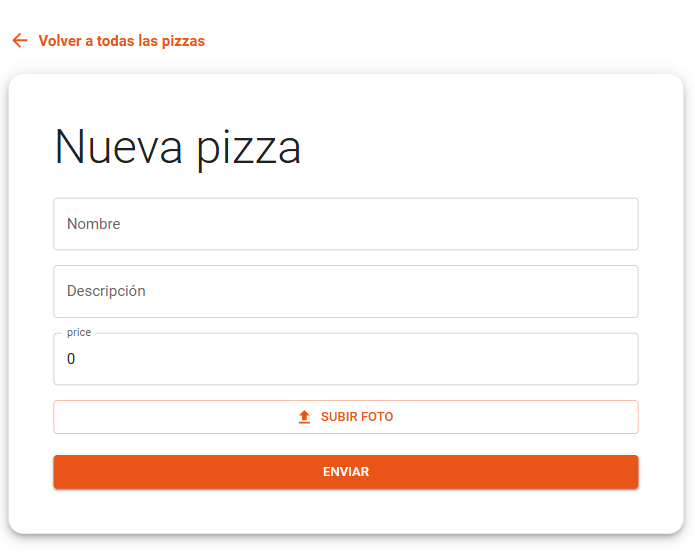 Volver a todas las pizzas
Nueva pizza
Nombre
Descripción
price
0
SUBIR FOTO
ENVIAR